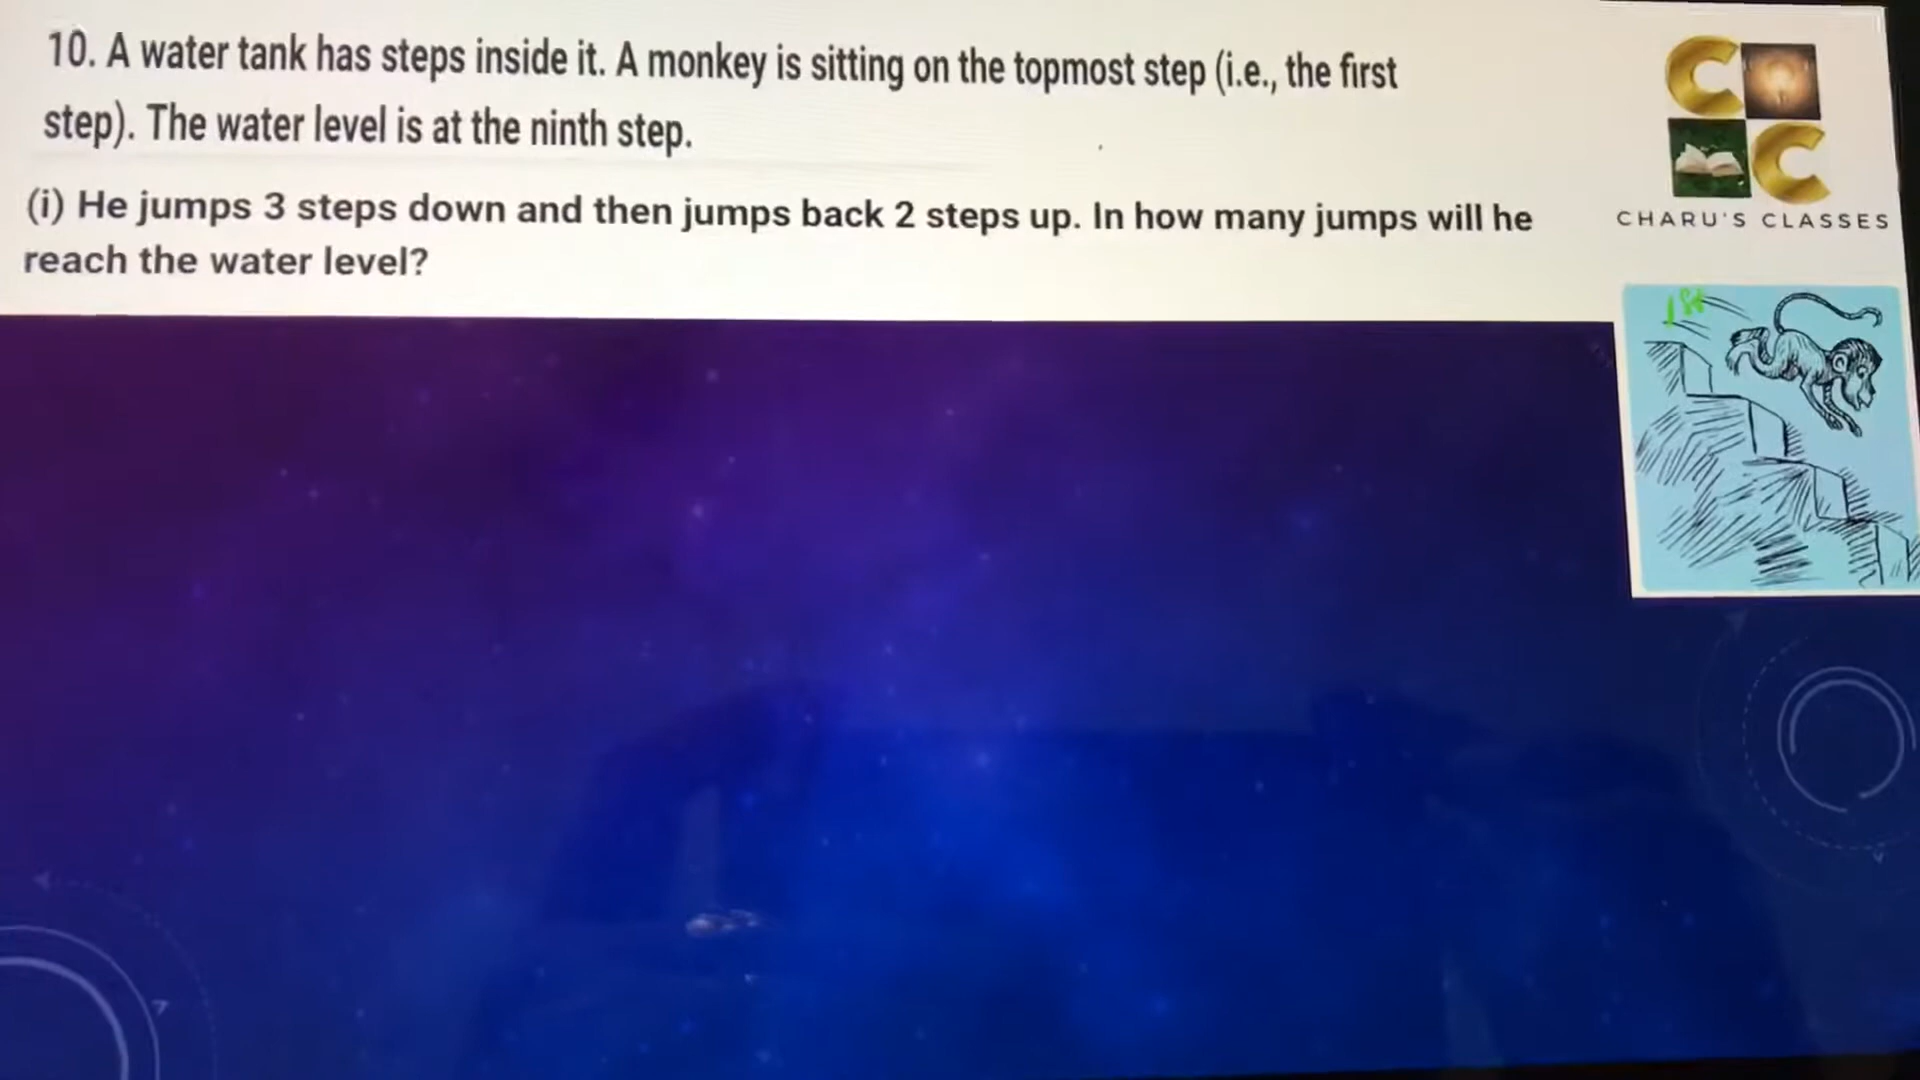 10. A water tank has steps inside it. A monkey is sitting on the topmost step (i.e., the first
step). The water level is at the ninth step.
(i) He jumps 3 steps down and then jumps back 2 steps up. In how many jumps will he
reach the water level?
C
C
CHARU'S CLASSES
1st